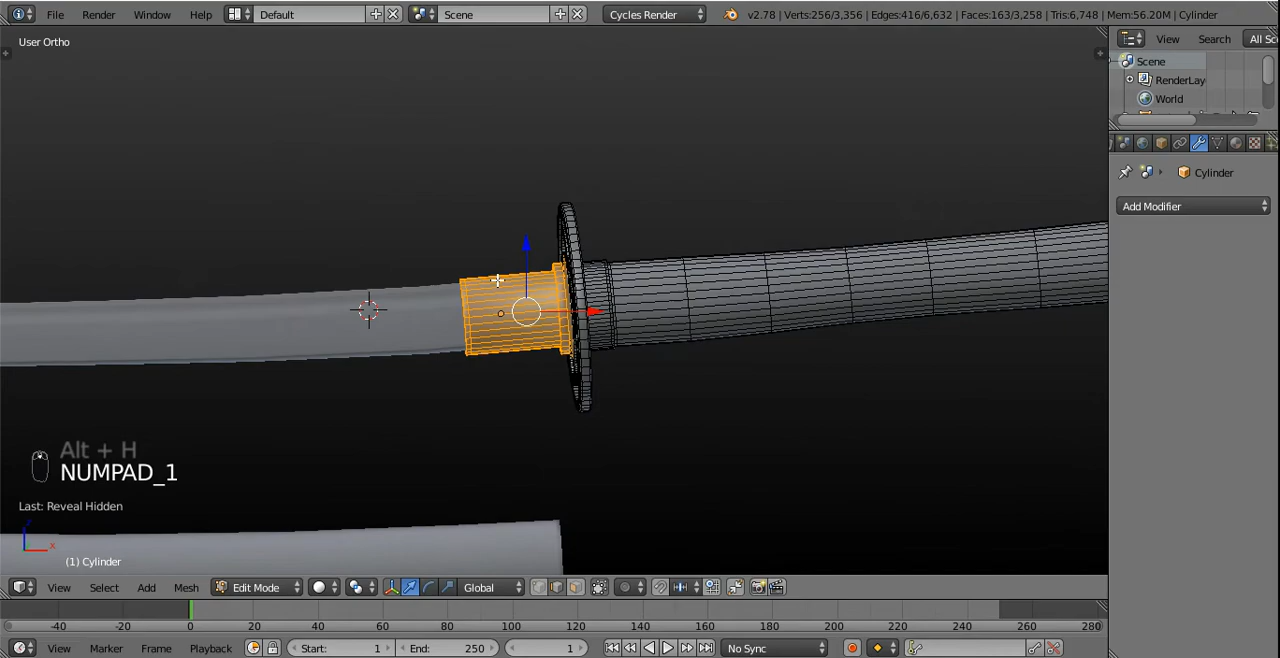 File Render Window Help Default Scene Cycles Render v2.78 | Verts:256/3,356 | Edges:416/6,632 | Faces:163/3,258 | Tris:6,748 | Mem:56.20M | Cylinder
User Ortho
View Search All Sc
Scene
RenderLay
World
Cylinder
Add Modifier
Alt + H
NUMPAD_1
Last: Reveal Hidden
z
x
(1) Cylinder
View Select Add Mesh Edit Mode Global
-40 -20 0 20 40 60 80 100 120 140 160 180 200 220 240 260 280
View Marker Frame Playback Start: 1 End: 250 1 No Sync